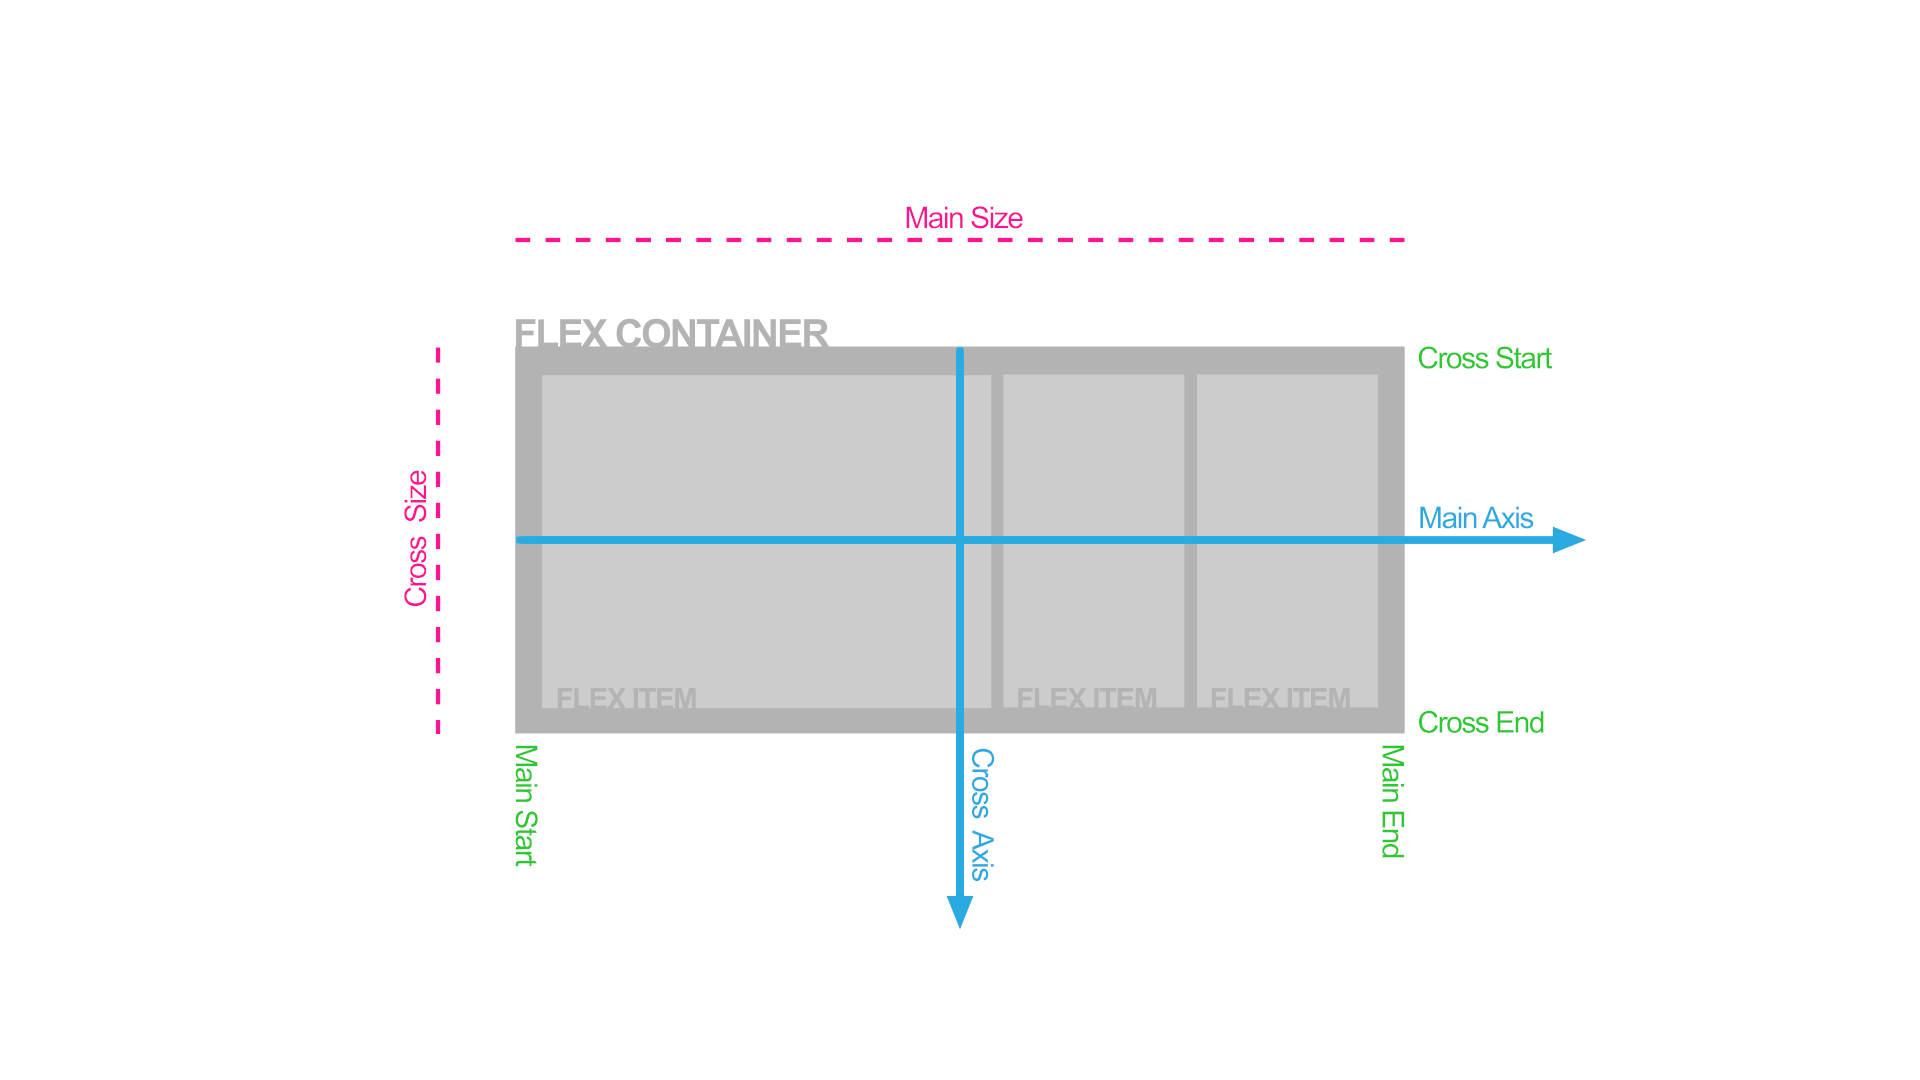 Main Size
FLEX CONTAINER
Cross Start
Cross Size
Main Axis
FLEX ITEM
FLEX ITEM
FLEX ITEM
Cross End
Main Start
Cross Axis
Main End